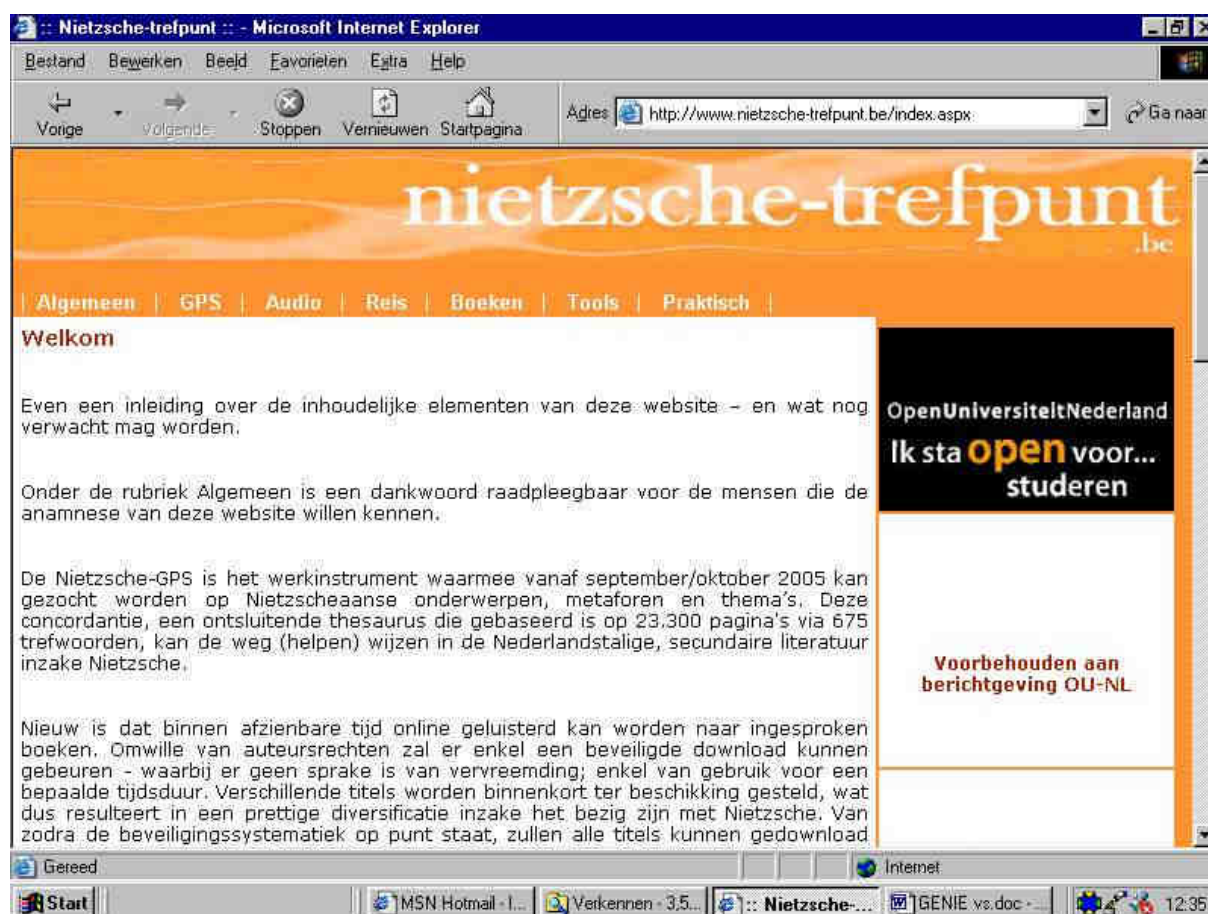 :: Nietzsche-trefpunt :: - Microsoft Internet Explorer
Bestand Bewerken Beeld Favorieten Extra Help
Vorige Volgende Stoppen Vernieuwen Startpagina Adres http://www.nietzsche-trefpunt.be/index.aspx Ga naar
nietzsche-trefpunt
.be
| Algemeen | GPS | Audio | Reis | Boeken | Tools | Praktisch |
Welkom
Even een inleiding over de inhoudelijke elementen van deze website – en wat nog
verwacht mag worden.
Onder de rubriek Algemeen is een dankwoord raadpleegbaar voor de mensen die de
anamnese van deze website willen kennen.
De Nietzsche-GPS is het werkinstrument waarmee vanaf september/oktober 2005 kan
gezocht worden op Nietzscheaanse onderwerpen, metaforen en thema's. Deze
concordantie, een ontsluitende thesaurus die gebaseerd is op 23.300 pagina's via 675
trefwoorden, kan de weg (helpen) wijzen in de Nederlandstalige, secundaire literatuur
inzake Nietzsche.
Nieuw is dat binnen afzienbare tijd online geluisterd kan worden naar ingesproken
boeken. Omwille van auteursrechten zal er enkel een beveiligde download kunnen
gebeuren - waarbij er geen sprake is van vervreemding; enkel van gebruik voor een
bepaalde tijdsduur. Verschillende titels worden binnenkort ter beschikking gesteld, wat
dus resulteert in een prettige diversificatie inzake het bezig zijn met Nietzsche. Van
zodra de beveiligingssystematiek op punt staat, zullen alle titels kunnen gedownload
OpenUniversiteitNederland
Ik sta open voor...
studeren
Voorbehouden aan
berichtgeving OU-NL
Gereed Internet
Start MSN Hotmail - I... Verkennen - 3,5... :: Nietzsche-... GENIE vs.doc - ... 12:35